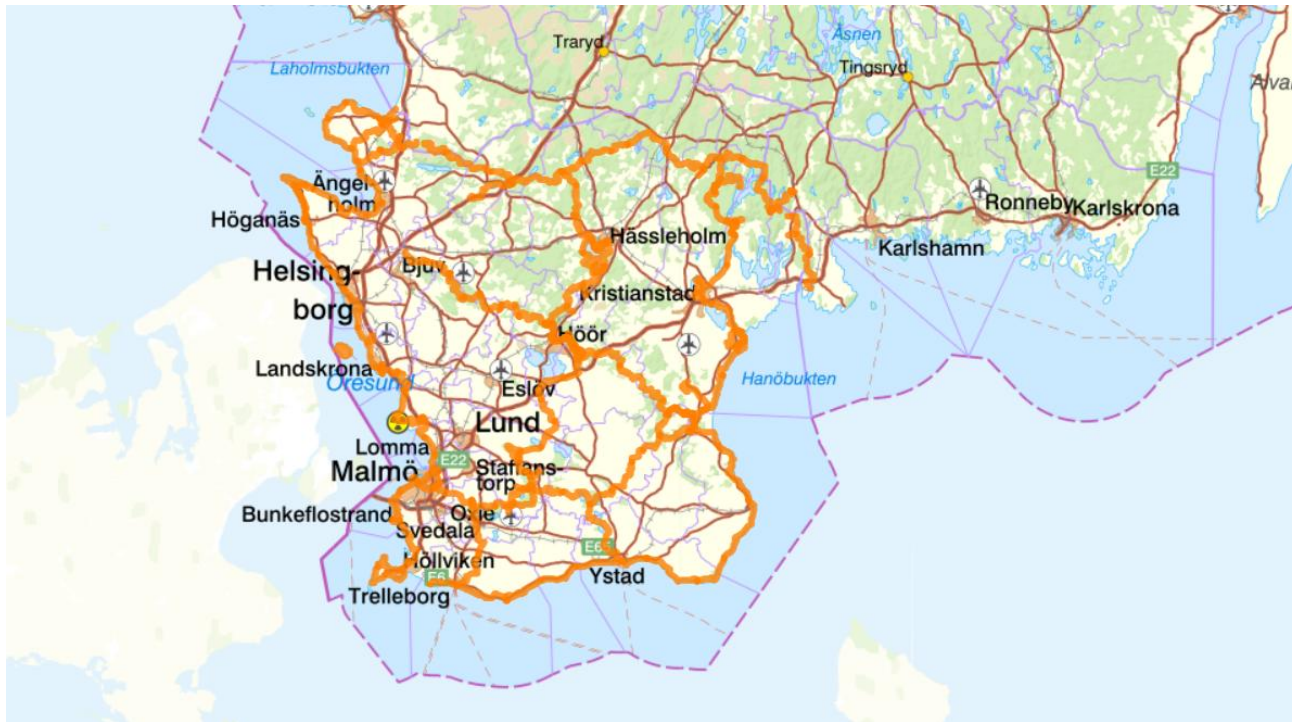 Åsnen
Traryd
Laholmsbukten
Tingsryd
E22
Ängel-
holm
Höganäs
Ronneby
Karlskrona
Hässleholm
Karlshamn
Helsing-
borg
Bjuv
Kristianstad
Höör
Landskrona
Öresund
Eslöv
Hanöbukten
Lund
Lomma
E22
Malmö
Staffans-
torp
Bunkeflostrand
Oxie
Svedala
Höllviken
E65
E6
Ystad
Trelleborg